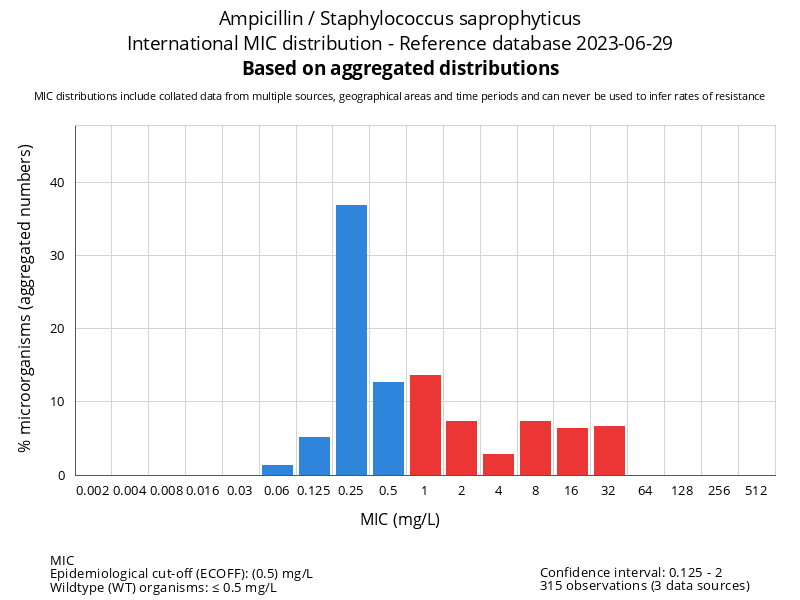 Ampicillin / Staphylococcus saprophyticus
International MIC distribution - Reference database 2023-06-29
Based on aggregated distributions
MIC distributions include collated data from multiple sources, geographical areas and time periods and can never be used to infer rates of resistance
% microorganisms (aggregated numbers)
40
30
20
10
0
0.002 0.004 0.008 0.016 0.03 0.06 0.125 0.25 0.5 1 2 4 8 16 32 64 128 256 512
MIC (mg/L)
MIC
Epidemiological cut-off (ECOFF): (0.5) mg/L
Wildtype (WT) organisms: ≤ 0.5 mg/L
Confidence interval: 0.125 - 2
315 observations (3 data sources)